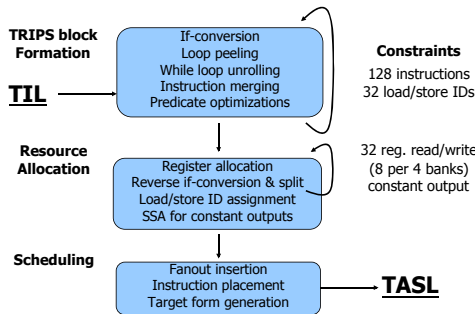 TRIPS block
Formation
If-conversion
Loop peeling
While loop unrolling
Instruction merging
Predicate optimizations
Constraints
128 instructions
32 load/store IDs
TIL
Resource
Allocation
Register allocation
Reverse if-conversion & split
Load/store ID assignment
SSA for constant outputs
32 reg. read/write
(8 per 4 banks)
constant output
Scheduling
Fanout insertion
Instruction placement
Target form generation
TASL